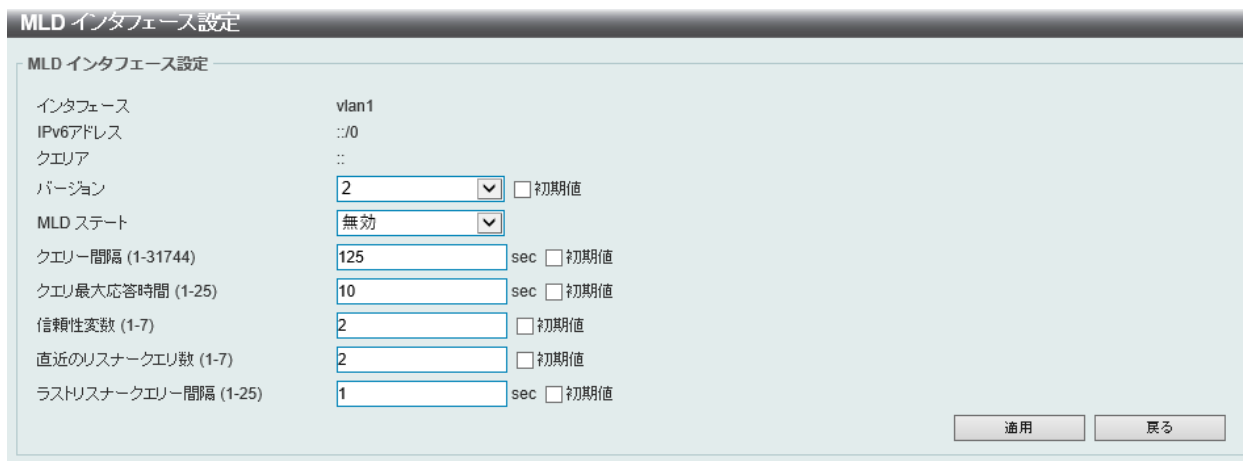 MLD インタフェース設定
MLD インタフェース設定
インタフェース vlan1
IPv6アドレス ::/0
クエリア ::
バージョン 2 初期値
MLD ステート 無効
クエリー間隔 (1-31744) 125 sec 初期値
クエリ最大応答時間 (1-25) 10 sec 初期値
信頼性変数 (1-7) 2 初期値
直近のリスナークエリ数 (1-7) 2 初期値
ラストリスナークエリー間隔 (1-25) 1 sec 初期値
適用 戻る